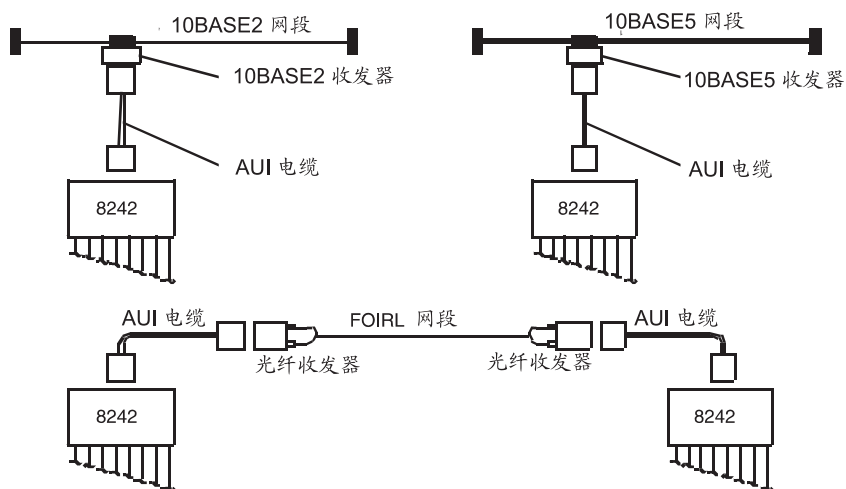 10BASE2 网段
10BASE2 收发器
AUI 电缆
8242
10BASE5 网段
10BASE5 收发器
AUI 电缆
8242
AUI 电缆
FOIRL 网段
AUI 电缆
光纤收发器
光纤收发器
8242
8242